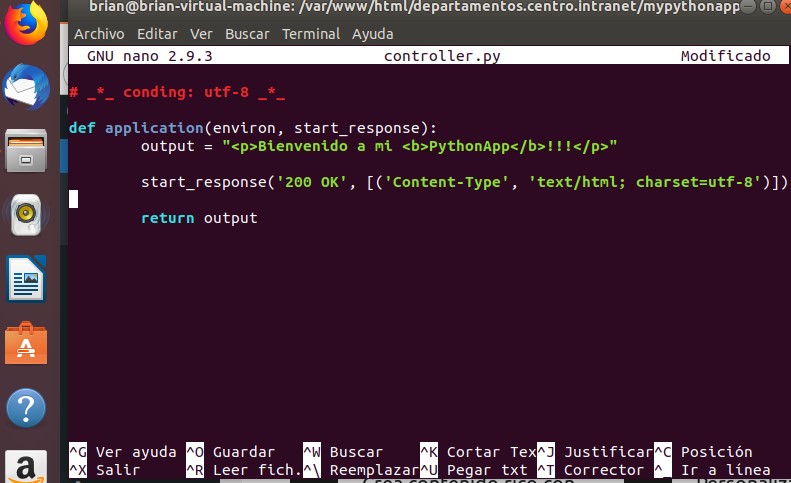 brian@brian-virtual-machine: /var/www/html/departamentos.centro.intranet/mypythonapp
Archivo Editar Ver Buscar Terminal Ayuda
GNU nano 2.9.3 controller.py Modificado
# _*_ conding: utf-8 _*_
def application(environ, start_response):
output = "<p>Bienvenido a mi <b>PythonApp</b>!!!</p>"
start_response('200 OK', [('Content-Type', 'text/html; charset=utf-8')])
return output
^G Ver ayuda ^O Guardar ^W Buscar ^K Cortar Tex ^J Justificar ^C Posición
^X Salir ^R Leer fich. ^\ Reemplazar ^U Pegar txt ^T Corrector ^_ Ir a línea